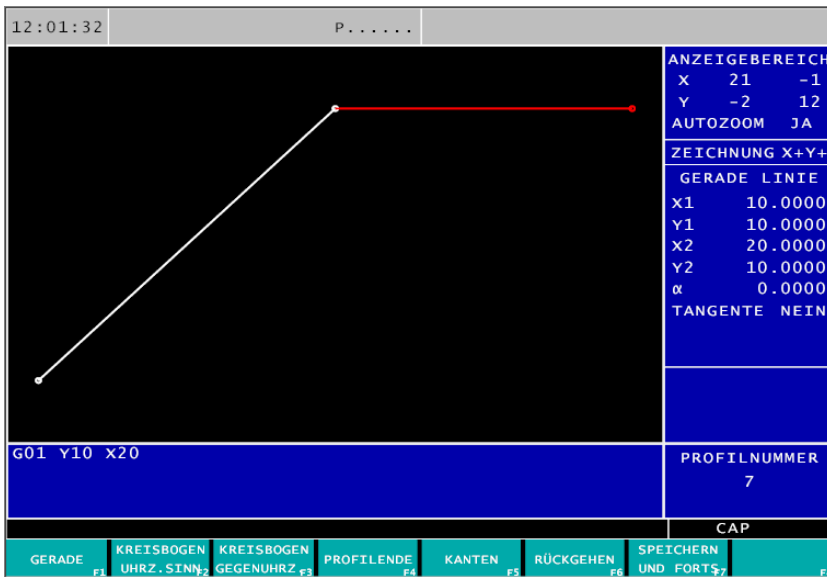 12:01:32 P......
ANZEIGEBEREICH
X 21 -1
Y -2 12
AUTOZOOM JA
ZEICHNUNG X+Y+
GERADE LINIE
X1 10.0000
Y1 10.0000
X2 20.0000
Y2 10.0000
α 0.0000
TANGENTE NEIN
G01 Y10 X20
PROFILNUMMER
7
CAP
GERADE F1
KREISBOGEN
UHRZ.SINN F2
KREISBOGEN
GEGENUHRZ F3
PROFILENDE F4
KANTEN F5
RÜCKGEHEN F6
SPEICHERN
UND FORTS. F7